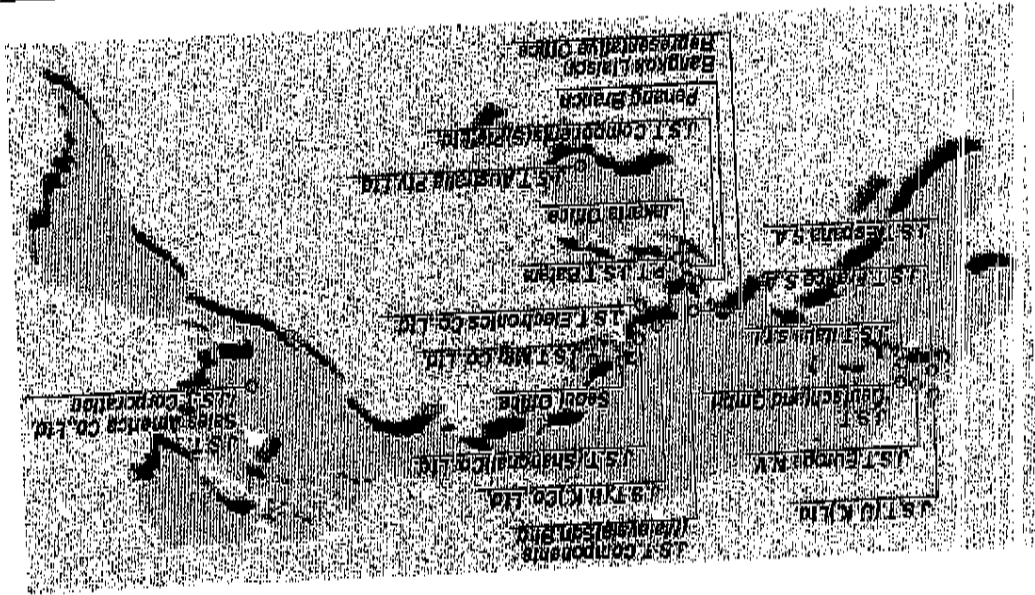 J.S.T (U.K) Ltd.
J.S.T Europe N.V.
J.S.T
Deutschland GmbH
J.S.T Italia S.r.l.
J.S.T France S.A.
J.S.T Espana S.A.
J.S.T Components
(Malaysia) Sdn.Bhd
J.S.T (H.K) Co., Ltd
J.S.T (Shanghai) Co., Ltd.
Seoul Office
J.S.T Mfg Co., Ltd
J.S.T Electronics Co., Ltd
P.T. J.S.T Batam
Jakarta Office
J.S.T Australia Pty.Ltd
J.S.T Components (S) Pte.Ltd
Penang Branch
Bangkok Liaison
Representative Office
J.S.T
Sales America Co., Ltd.
J.S.T Corporation